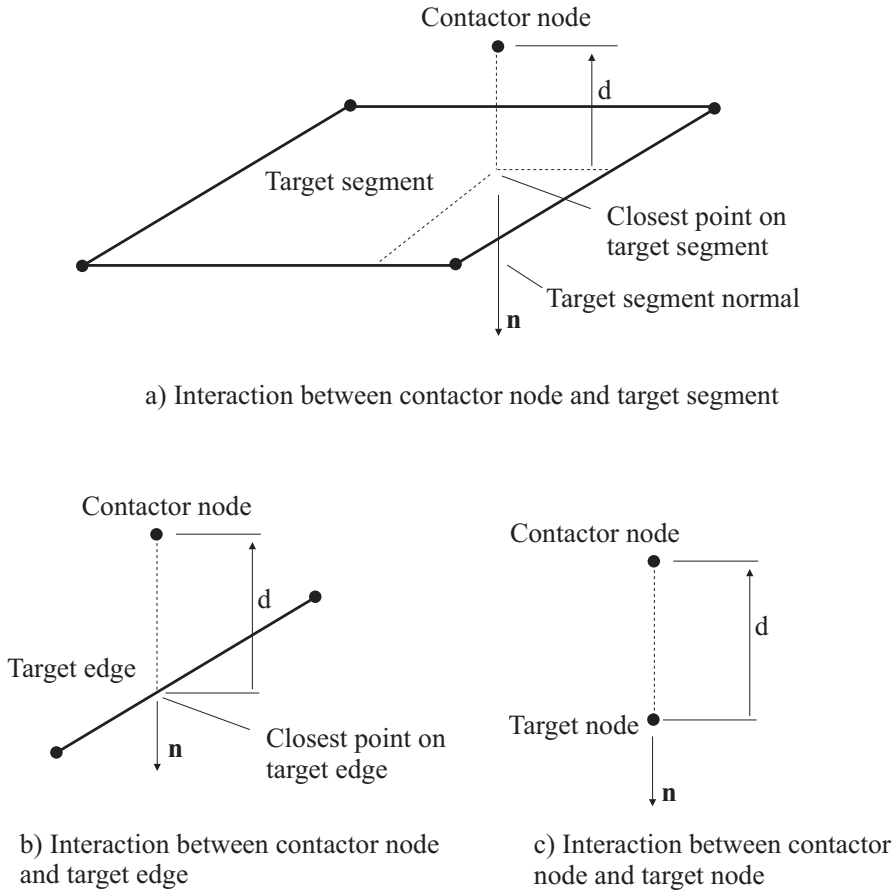 Contactor node
d
Target segment
Closest point on
target segment
Target segment normal
n
a) Interaction between contactor node and target segment
Contactor node
d
Target edge
n
Closest point on
target edge
b) Interaction between contactor node
and target edge
Contactor node
d
Target node
n
c) Interaction between contactor
node and target node